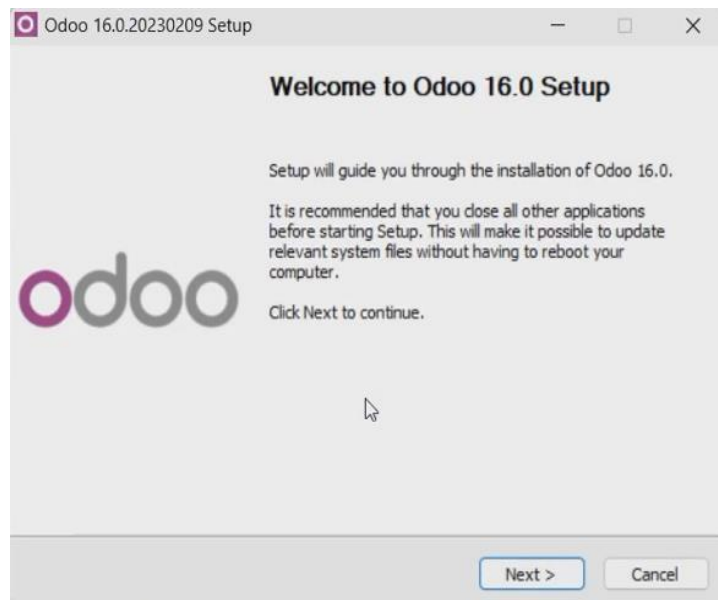 Odoo 16.0.20230209 Setup
Welcome to Odoo 16.0 Setup
Setup will guide you through the installation of Odoo 16.0.
It is recommended that you close all other applications
before starting Setup. This will make it possible to update
relevant system files without having to reboot your
computer.
odoo
Click Next to continue.
Next >
Cancel